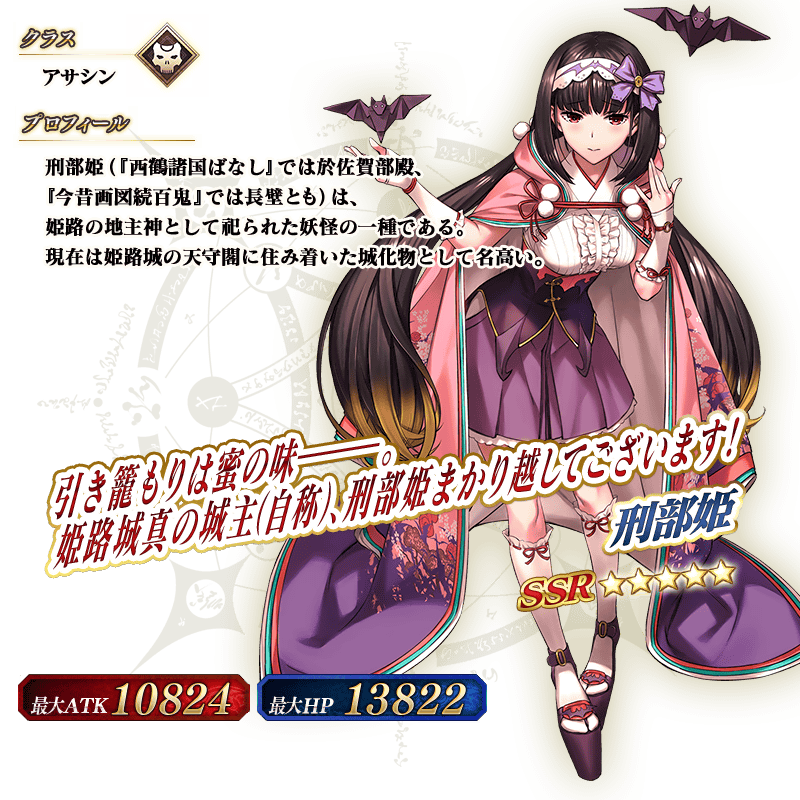 クラス
アサシン
プロフィール
刑部姫(『西鶴諸国ばなし』では於佐賀部殿、
『今昔画図続百鬼』では長壁とも)は、
姫路の地主神として祀られた妖怪の一種である。
現在は姫路城の天守閣に住み着いた城化物として名高い。
引き籠もりは蜜の味――。
姫路城真の城主(自称)、刑部姫まかり越してございます!
刑部姫
SSR ★★★★★
最大ATK 10824
最大HP 13822